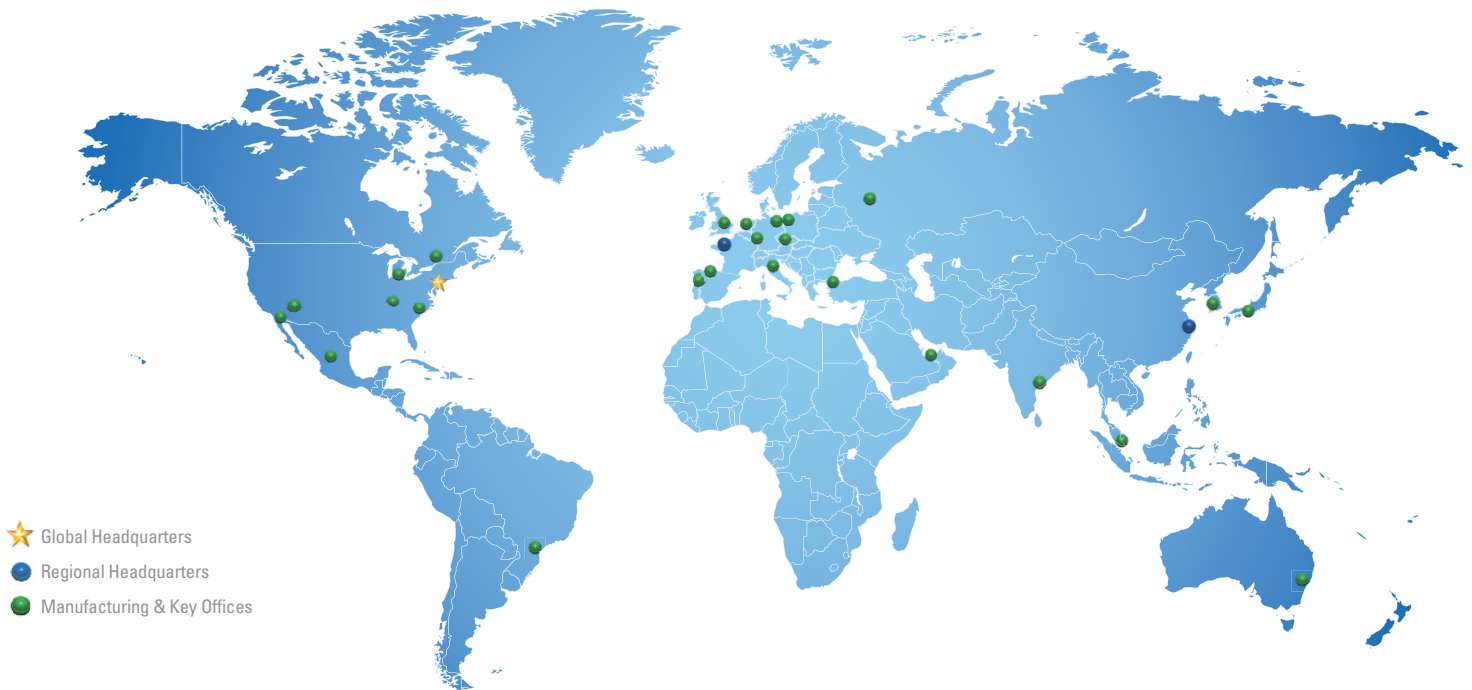 Global Headquarters
Regional Headquarters
Manufacturing & Key Offices